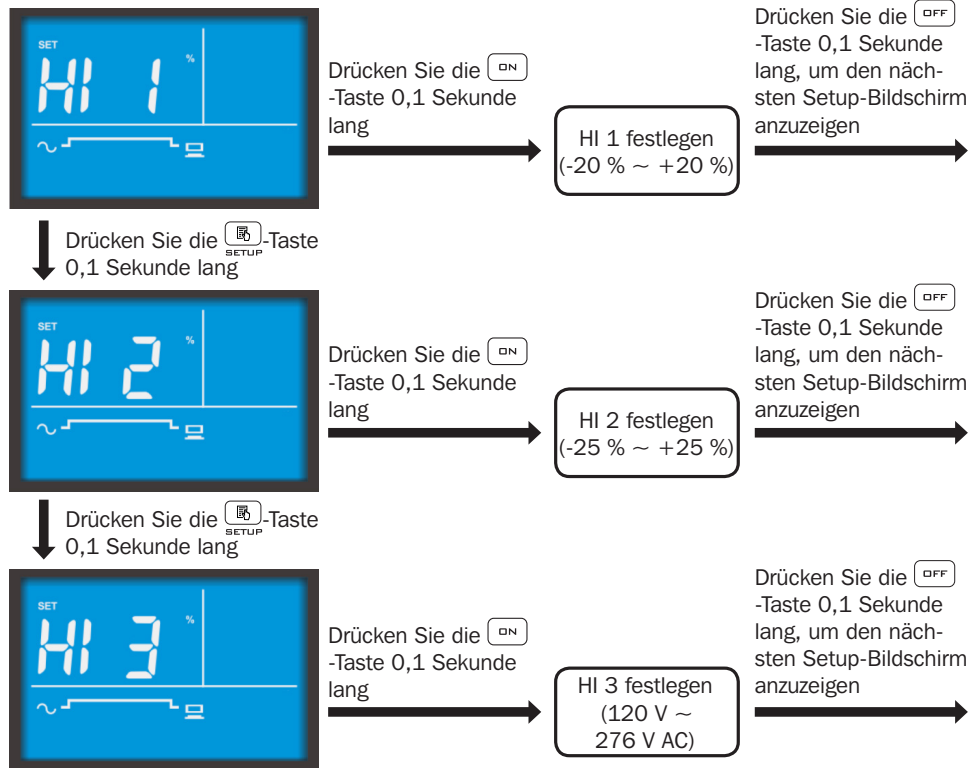 SET
HI 1
%
Drücken Sie die ON
-Taste 0,1 Sekunde
lang
HI 1 festlegen
(-20 % ~ +20 %)
Drücken Sie die OFF
-Taste 0,1 Sekunde
lang, um den näch-
sten Setup-Bildschirm
anzuzeigen
Drücken Sie die SETUP-Taste
0,1 Sekunde lang
SET
HI 2
%
Drücken Sie die ON
-Taste 0,1 Sekunde
lang
HI 2 festlegen
(-25 % ~ +25 %)
Drücken Sie die OFF
-Taste 0,1 Sekunde
lang, um den näch-
sten Setup-Bildschirm
anzuzeigen
Drücken Sie die SETUP-Taste
0,1 Sekunde lang
SET
HI 3
%
Drücken Sie die ON
-Taste 0,1 Sekunde
lang
HI 3 festlegen
(120 V ~
276 V AC)
Drücken Sie die OFF
-Taste 0,1 Sekunde
lang, um den näch-
sten Setup-Bildschirm
anzuzeigen